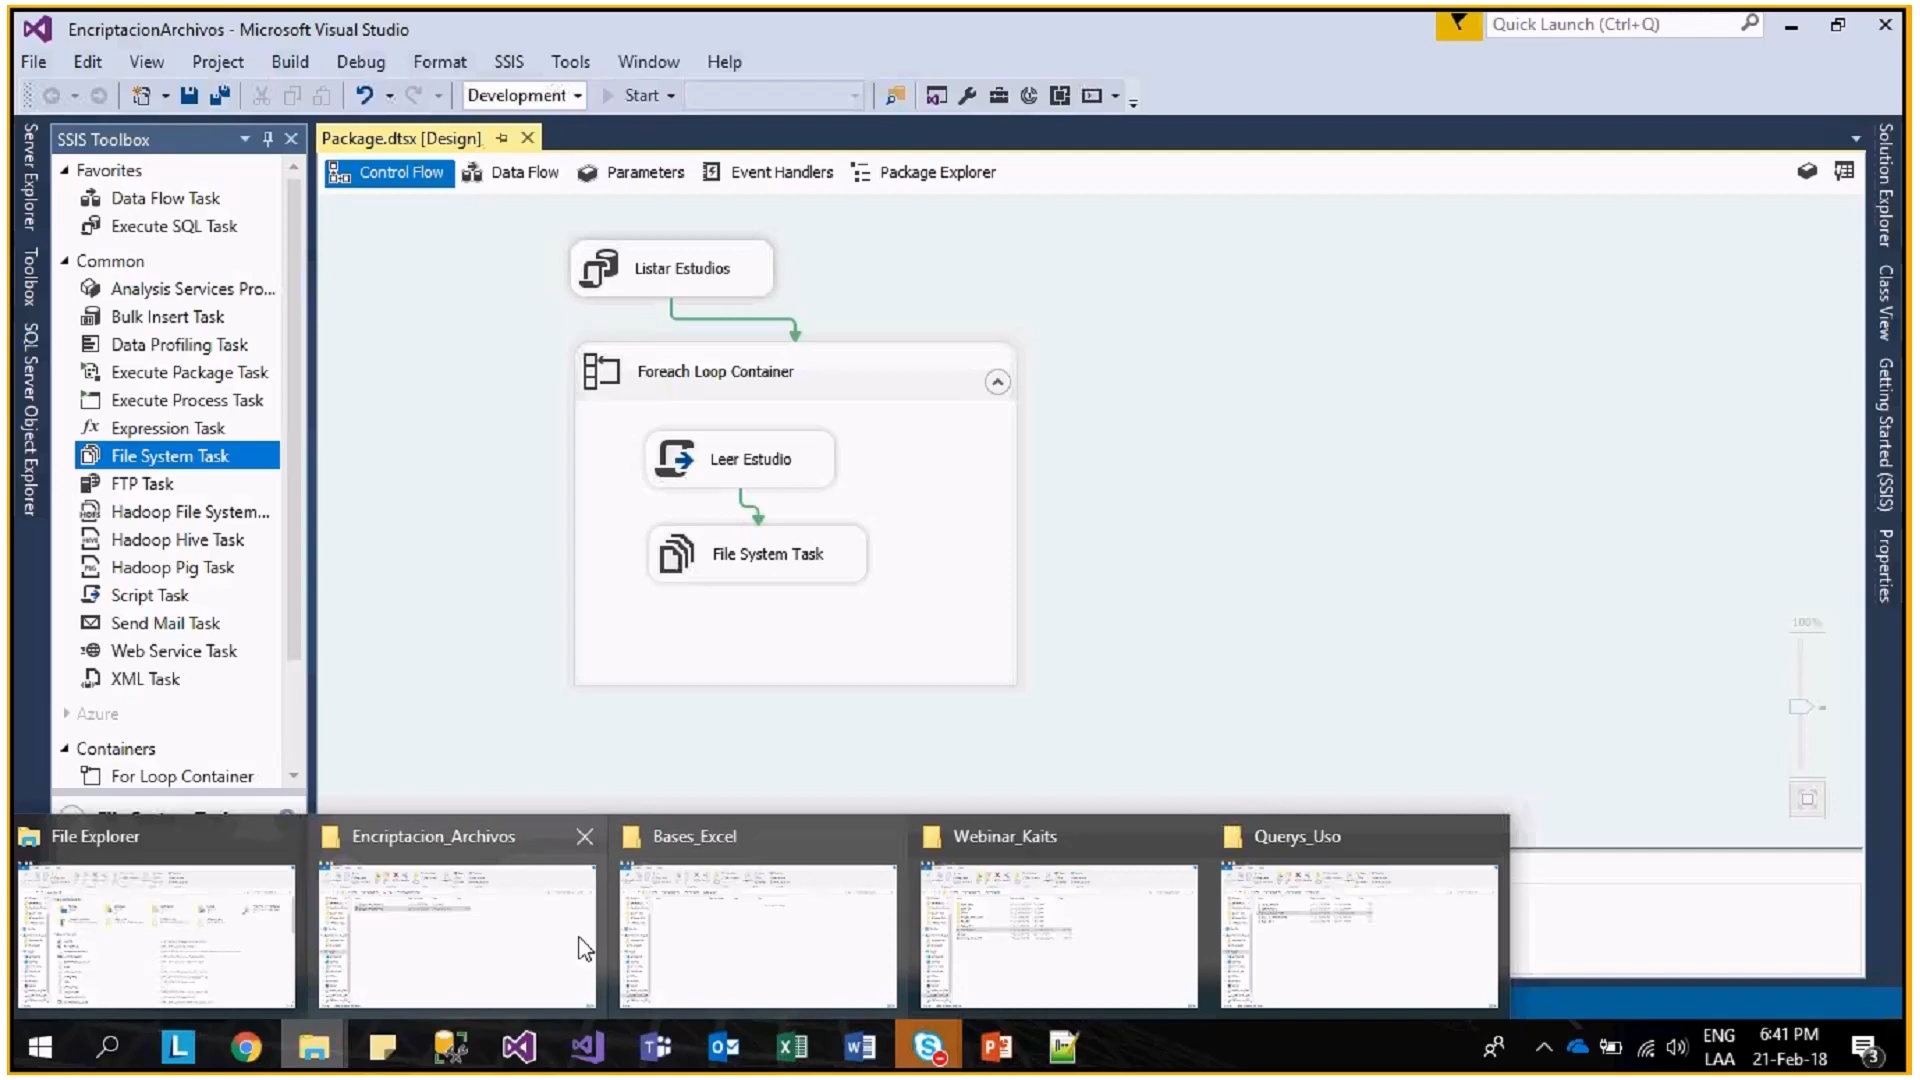 EncriptacionArchivos - Microsoft Visual Studio
Quick Launch (Ctrl+Q)
File Edit View Project Build Debug Format SSIS Tools Window Help
Development Start
Server Explorer
Toolbox
SQL Server Object Explorer
SSIS Toolbox
Favorites
Data Flow Task
Execute SQL Task
Common
Analysis Services Pro...
Bulk Insert Task
Data Profiling Task
Execute Package Task
Execute Process Task
Expression Task
File System Task
FTP Task
Hadoop File System...
Hadoop Hive Task
Hadoop Pig Task
Script Task
Send Mail Task
Web Service Task
XML Task
Azure
Containers
For Loop Container
Package.dtsx [Design]
Control Flow Data Flow Parameters Event Handlers Package Explorer
Listar Estudios
Foreach Loop Container
Leer Estudio
File System Task
100%
Solution Explorer
Class View
Getting Started (SSIS)
Properties
File Explorer Encriptacion_Archivos Bases_Excel Webinar_Kaits Querys_Uso
ENG
LAA
6:41 PM
21-Feb-18
3